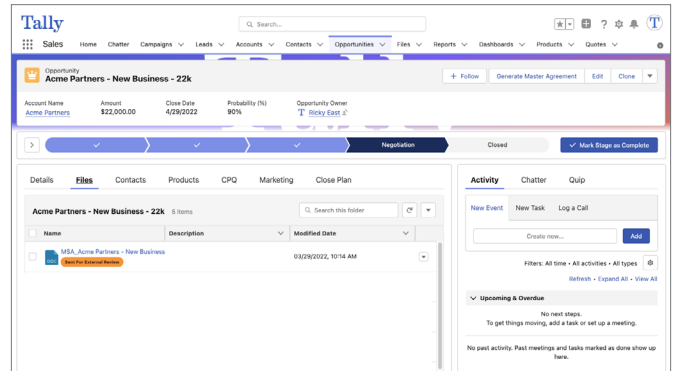 Tally
Search...
T
Sales Home Chatter Campaigns Leads Accounts Contacts Opportunities Files Reports Dashboards Products Quotes
Opportunity
Acme Partners - New Business - 22k
+ Follow Generate Master Agreement Edit Clone
Account Name Amount Close Date Probability (%) Opportunity Owner
Acme Partners $22,000.00 4/29/2022 90% T Ricky East
Negotiation Closed Mark Stage as Complete
Details Files Contacts Products CPQ Marketing Close Plan
Acme Partners - New Business - 22k 5 items Search this folder
Name Description Modified Date
MSA_Acme Partners - New Business 03/29/2022, 10:14 AM
Sent For External Review
Activity Chatter Quip
New Event New Task Log a Call
Create new... Add
Filters: All time • All activities • All types
Refresh • Expand All • View All
Upcoming & Overdue
No next steps.
To get things moving, add a task or set up a meeting.
No past activity. Past meetings and tasks marked as done show up
here.